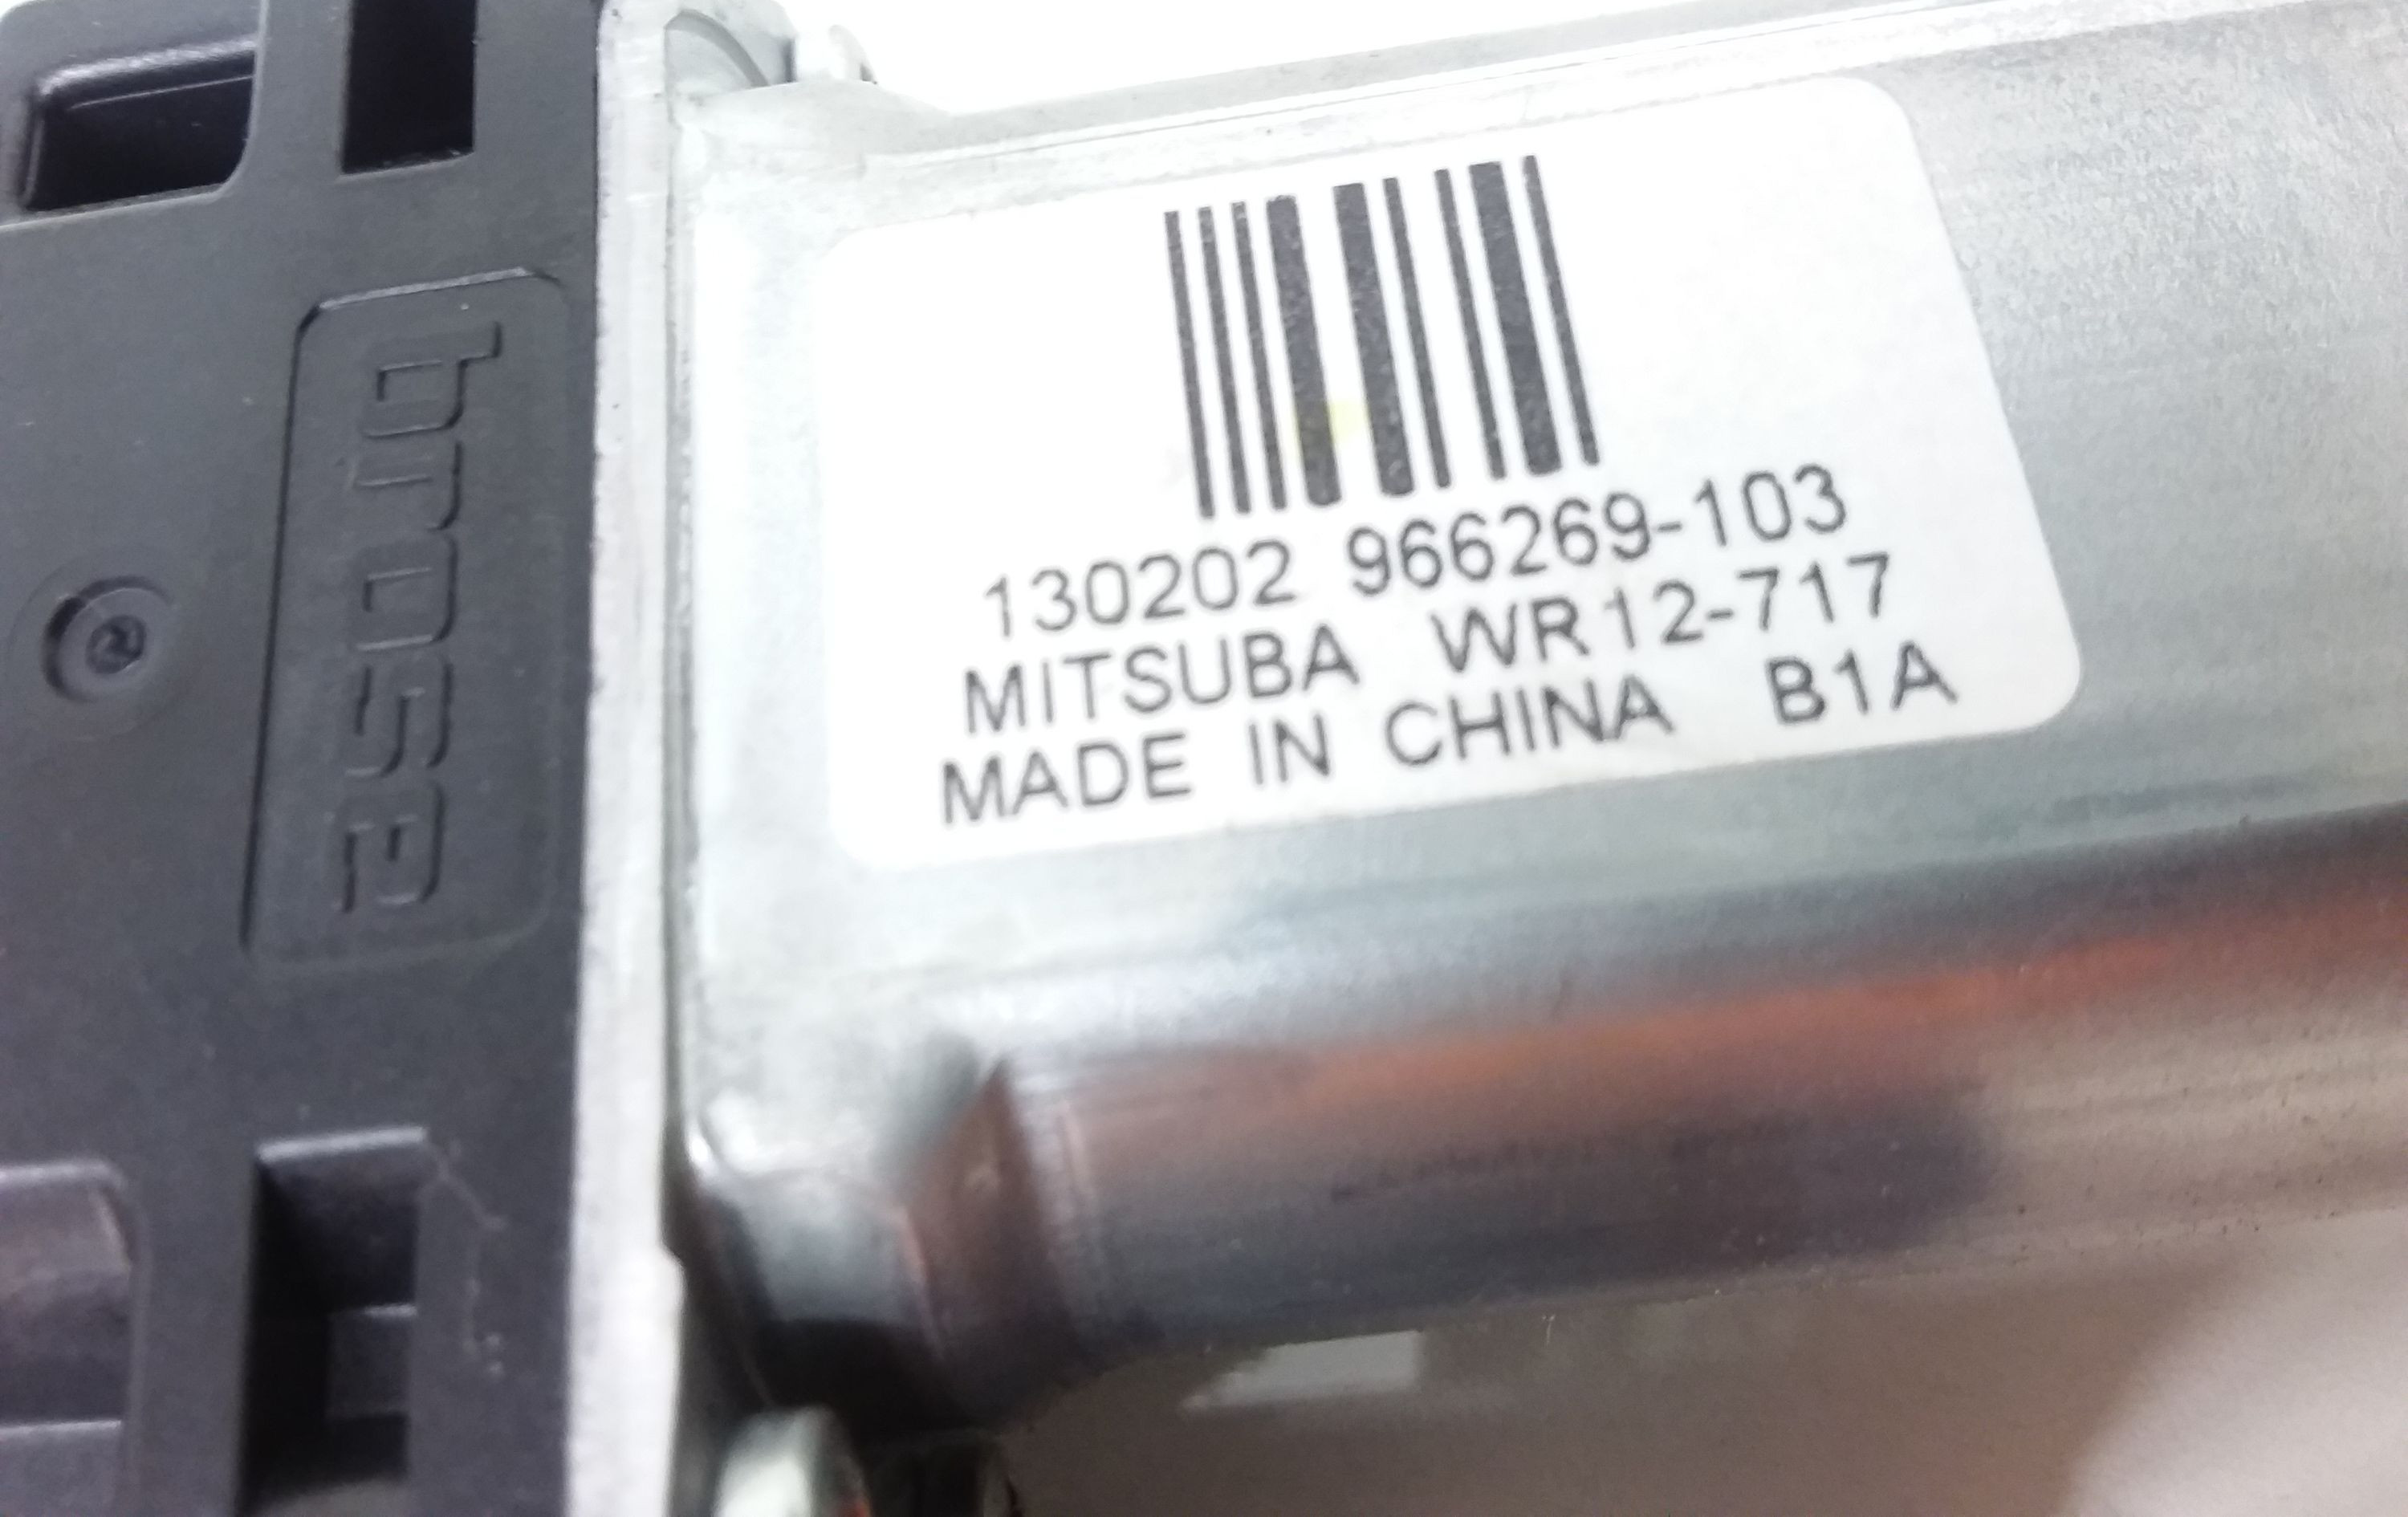 brose
130202 966269-103
MITSUBA WR12-717
MADE IN CHINA B1A